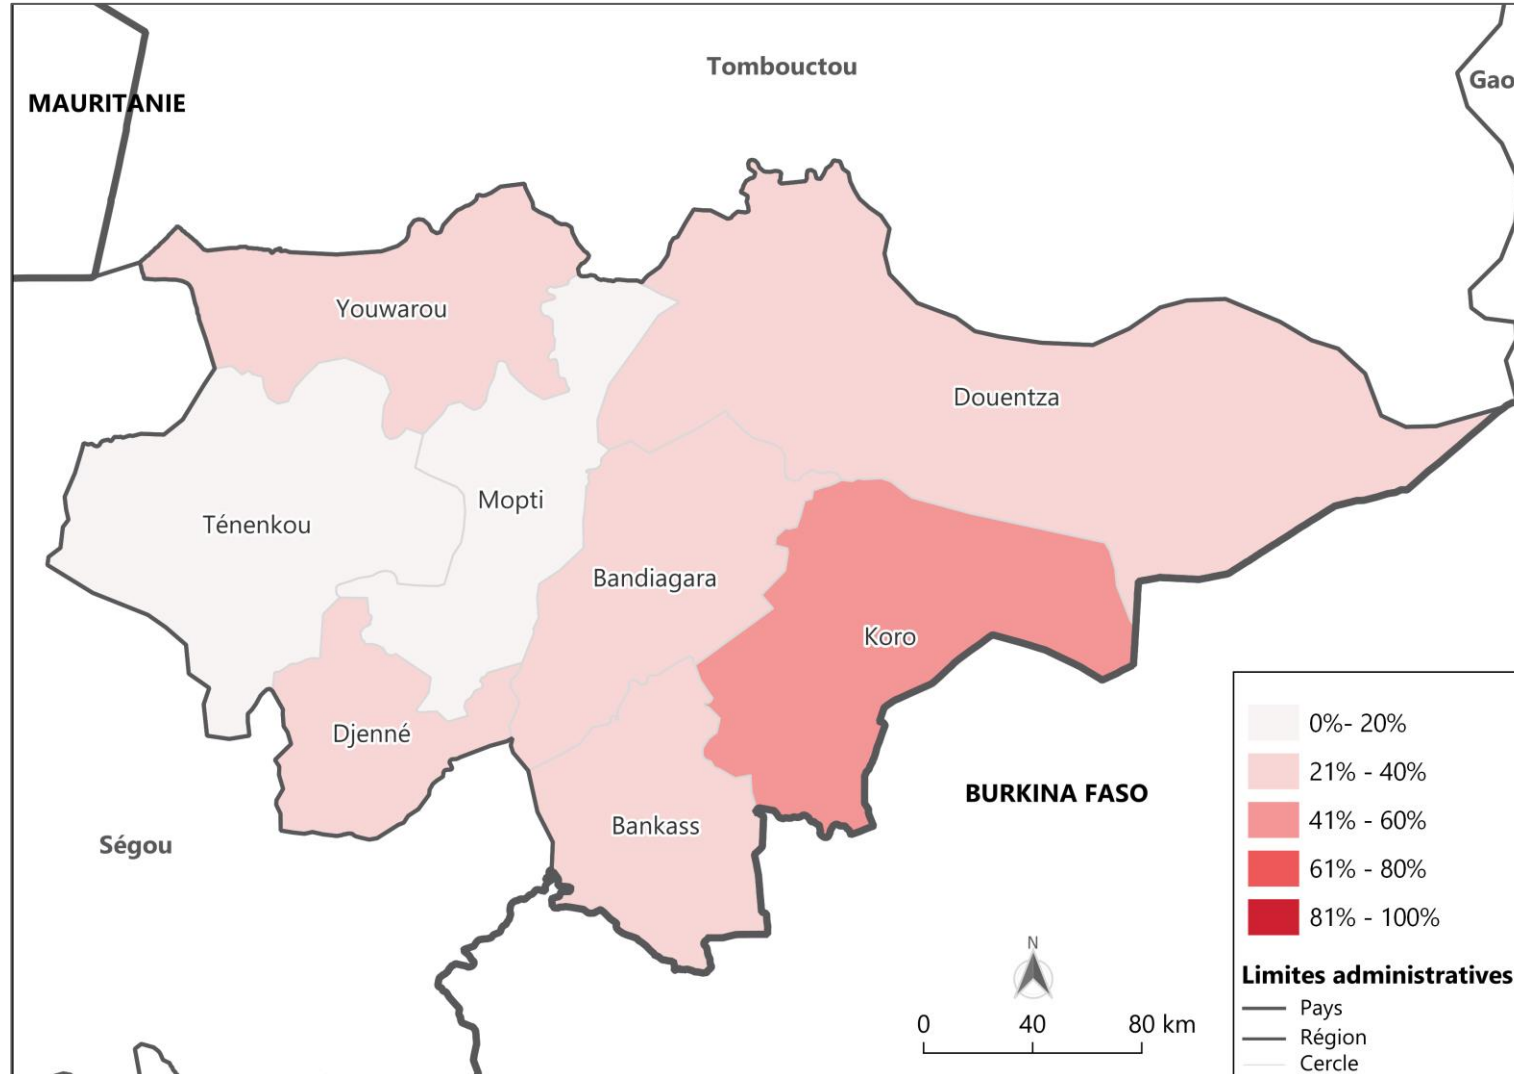 Tombouctou
Gao
MAURITANIE
Youwarou
Douentza
Mopti
Ténenkou
Bandiagara
Koro
Djenné
Bankass
BURKINA FASO
Ségou
0%- 20%
21% - 40%
41% - 60%
61% - 80%
81% - 100%
Limites administratives
Pays
Région
Cercle
N
0 40 80 km